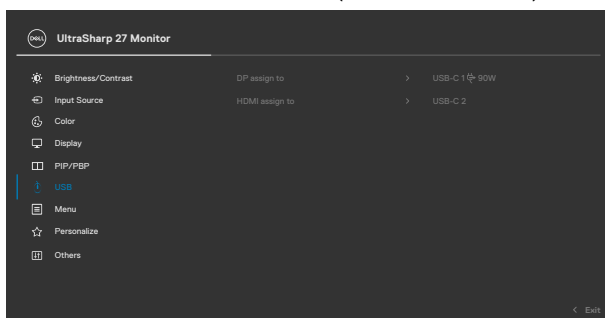 DELL
UltraSharp 27 Monitor
Brightness/Contrast
DP assign to > USB-C 1 90W
Input Source
HDMI assign to > USB-C 2
Color
Display
PIP/PBP
USB
Menu
Personalize
Others
< Exit